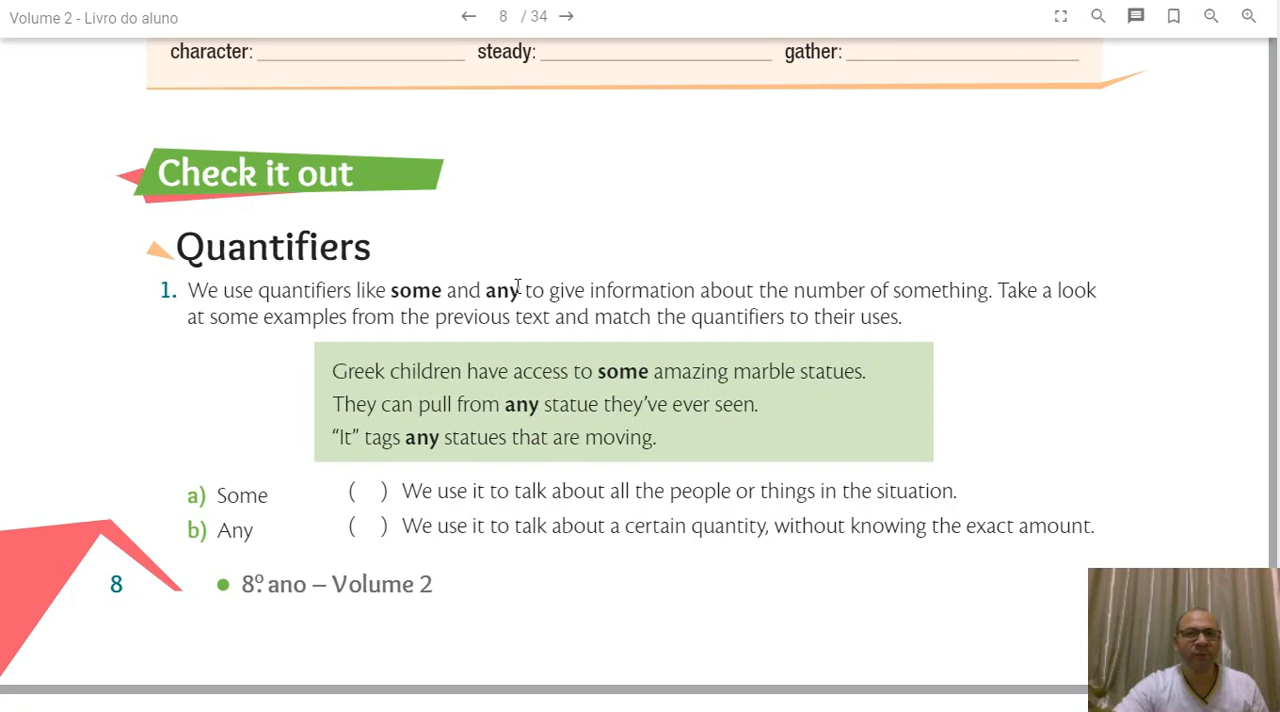 Volume 2 - Livro do aluno
8 / 34
character: steady: gather:
Check it out
Quantifiers
1. We use quantifiers like some and any to give information about the number of something. Take a look
at some examples from the previous text and match the quantifiers to their uses.
Greek children have access to some amazing marble statues.
They can pull from any statue they've ever seen.
“It” tags any statues that are moving.
a) Some ( ) We use it to talk about all the people or things in the situation.
b) Any ( ) We use it to talk about a certain quantity, without knowing the exact amount.
8 8º. ano – Volume 2